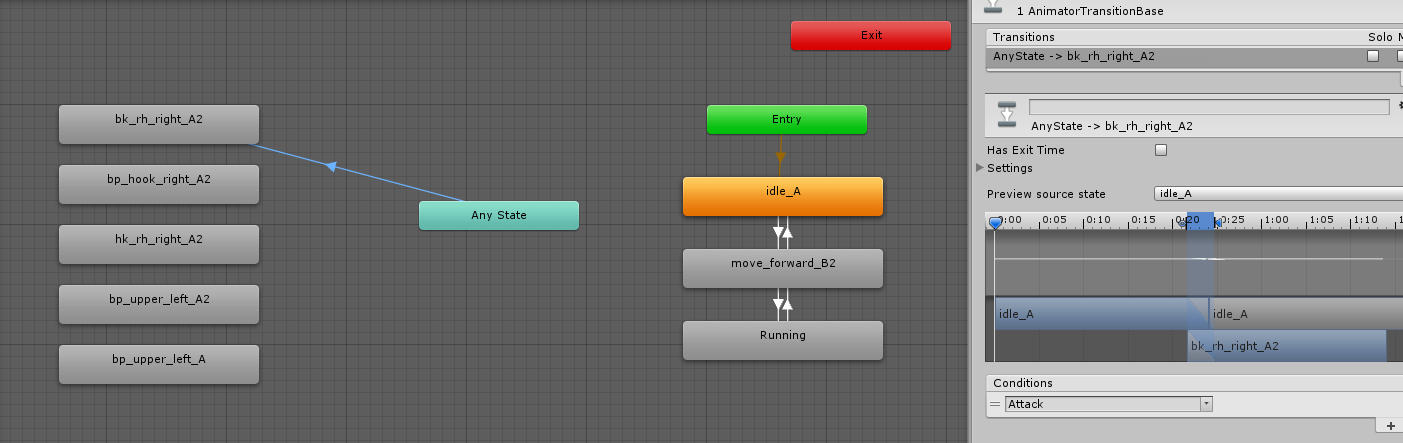 Exit
bk_rh_right_A2
bp_hook_right_A2
hk_rh_right_A2
bp_upper_left_A2
bp_upper_left_A
Any State
Entry
idle_A
move_forward_B2
Running
1 AnimatorTransitionBase
Transitions Solo M
AnyState -> bk_rh_right_A2
AnyState -> bk_rh_right_A2
Has Exit Time
Settings
Preview source state idle_A
0:00 0:05 0:10 0:15 0:20 0:25 1:00 1:05 1:10
idle_A idle_A
bk_rh_right_A2
Conditions
Attack
+